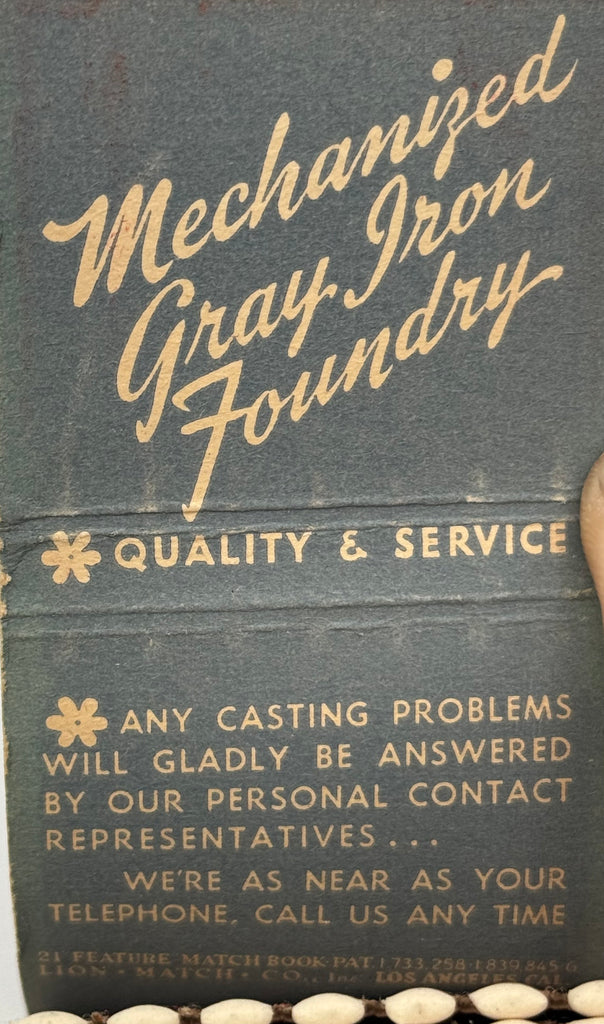 Mechanized
Gray Iron
Foundry
QUALITY & SERVICE
ANY CASTING PROBLEMS
WILL GLADLY BE ANSWERED
BY OUR PERSONAL CONTACT
REPRESENTATIVES...
WE'RE AS NEAR AS YOUR
TELEPHONE. CALL US ANY TIME
21 FEATURE MATCH BOOK-PAT. 1 733,258-1 839,845-6
LION • MATCH • CO., Inc. LOS ANGELES, CAL.